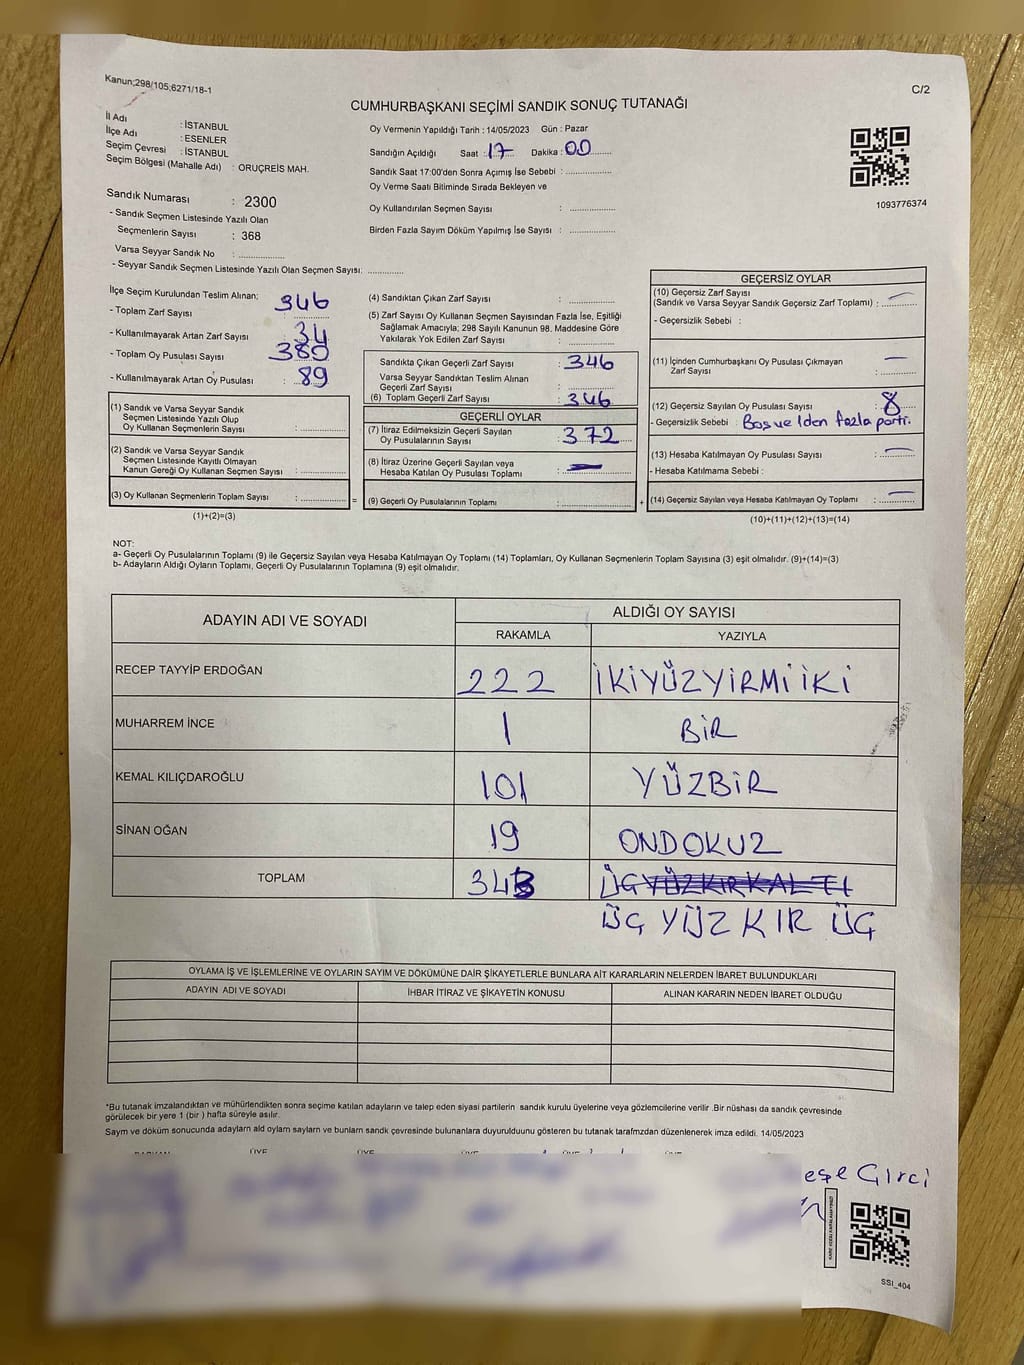 Kanun;298/105;6271/18-1
C/2
CUMHURBAŞKANI SEÇİMİ SANDIK SONUÇ TUTANAĞI
İl Adı : İSTANBUL
İlçe Adı : ESENLER
Seçim Çevresi : İSTANBUL
Seçim Bölgesi (Mahalle Adı) : ORUÇREİS MAH.
Sandık Numarası : 2300
- Sandık Seçmen Listesinde Yazılı Olan
Seçmenlerin Sayısı : 368
Varsa Seyyar Sandık No : ..............
- Seyyar Sandık Seçmen Listesinde Yazılı Olan Seçmen Sayısı: ............
Oy Vermenin Yapıldığı Tarih : 14/05/2023 Gün : Pazar
Sandığın Açıldığı Saat : 17 Dakika : 00
Sandık Saat 17:00'den Sonra Açımış İse Sebebi : ..............
Oy Verme Saati Bitiminde Sırada Bekleyen ve
Oy Kullandırılan Seçmen Sayısı : ..............
Birden Fazla Sayım Döküm Yapılmış İse Sayısı : ..............
1093776374
İlçe Seçim Kurulundan Teslim Alınan;
- Toplam Zarf Sayısı : 346
- Kullanılmayarak Artan Zarf Sayısı : 34
- Toplam Oy Pusulası Sayısı : 380
- Kullanılmayarak Artan Oy Pusulası : 89
(1) Sandık ve Varsa Seyyar Sandık
Seçmen Listesinde Yazılı Olup
Oy Kullanan Seçmenlerin Sayısı : ..............
(2) Sandık ve Varsa Seyyar Sandık
Seçmen Listesinde Kayıtlı Olmayan
Kanun Gereği Oy Kullanan Seçmen Sayısı : ..............
(3) Oy Kullanan Seçmenlerin Toplam Sayısı : .............. =
(1)+(2)=(3)
(4) Sandıktan Çıkan Zarf Sayısı : ..............
(5) Zarf Sayısı Oy Kullanan Seçmen Sayısından Fazla İse, Eşitliği
Sağlamak Amacıyla; 298 Sayılı Kanunun 98. Maddesine Göre
Yakılarak Yok Edilen Zarf Sayısı : ..............
Sandıkta Çıkan Geçerli Zarf Sayısı : 346
Varsa Seyyar Sandıktan Teslim Alınan
Geçerli Zarf Sayısı : ..............
(6) Toplam Geçerli Zarf Sayısı : 346
GEÇERLİ OYLAR
(7) İtiraz Edilmeksizin Geçerli Sayılan
Oy Pusulalarının Sayısı : 372
(8) İtiraz Üzerine Geçerli Sayılan veya
Hesaba Katılan Oy Pusulası Toplamı : —
(9) Geçerli Oy Pusulalarının Toplamı : .............. +
GEÇERSİZ OYLAR
(10) Geçersiz Zarf Sayısı
(Sandık ve Varsa Seyyar Sandık Geçersiz Zarf Toplamı) : —
- Geçersizlik Sebebi :
(11) İçinden Cumhurbaşkanı Oy Pusulası Çıkmayan
Zarf Sayısı : —
(12) Geçersiz Sayılan Oy Pusulası Sayısı : 8
- Geçersizlik Sebebi : Boş ve 1den fazla parti.
(13) Hesaba Katılmayan Oy Pusulası Sayısı : —
- Hesaba Katılmama Sebebi :
(14) Geçersiz Sayılan veya Hesaba Katılmayan Oy Toplamı : —
(10)+(11)+(12)+(13)=(14)
NOT:
a- Geçerli Oy Pusulalarının Toplamı (9) ile Geçersiz Sayılan veya Hesaba Katılmayan Oy Toplamı (14) Toplamları, Oy Kullanan Seçmenlerin Toplam Sayısına (3) eşit olmalıdır. (9)+(14)=(3)
b- Adayların Aldığı Oyların Toplamı, Geçerli Oy Pusulalarının Toplamına (9) eşit olmalıdır.
ADAYIN ADI VE SOYADI ALDIĞI OY SAYISI
RAKAMLA YAZIYLA
RECEP TAYYİP ERDOĞAN 222 İKİYÜZYİRMİİKİ
MUHARREM İNCE 1 BİR
KEMAL KILIÇDAROĞLU 101 YÜZBİR
SİNAN OĞAN 19 ONDOKUZ
TOPLAM 343 ÜÇYÜZKIRKALTI
ÜÇ YÜZ KIR ÜÇ
OYLAMA İŞ VE İŞLEMLERİNE VE OYLARIN SAYIM VE DÖKÜMÜNE DAİR ŞİKAYETLERLE BUNLARA AİT KARARLARIN NELERDEN İBARET BULUNDUKLARI
ADAYIN ADI VE SOYADI İHBAR İTİRAZ VE ŞİKAYETİN KONUSU ALINAN KARARIN NEDEN İBARET OLDUĞU
*Bu tutanak imzalandıktan ve mühürlendikten sonra seçime katılan adayların ve talep eden siyasi partilerin sandık kurulu üyelerine veya gözlemcilerine verilir .Bir nüshası da sandık çevresinde
görülecek bir yere 1 (bir ) hafta süreyle asılır.
Saym ve döküm sonucunda adayların ald oylam sayların ve bunlarn sandk çevresinde bulunanlara duyurulduunu gösteren bu tutanak tarafmzdan düzenlenerek imza edildi. 14/05/2023
eşe Girci
SSI_404